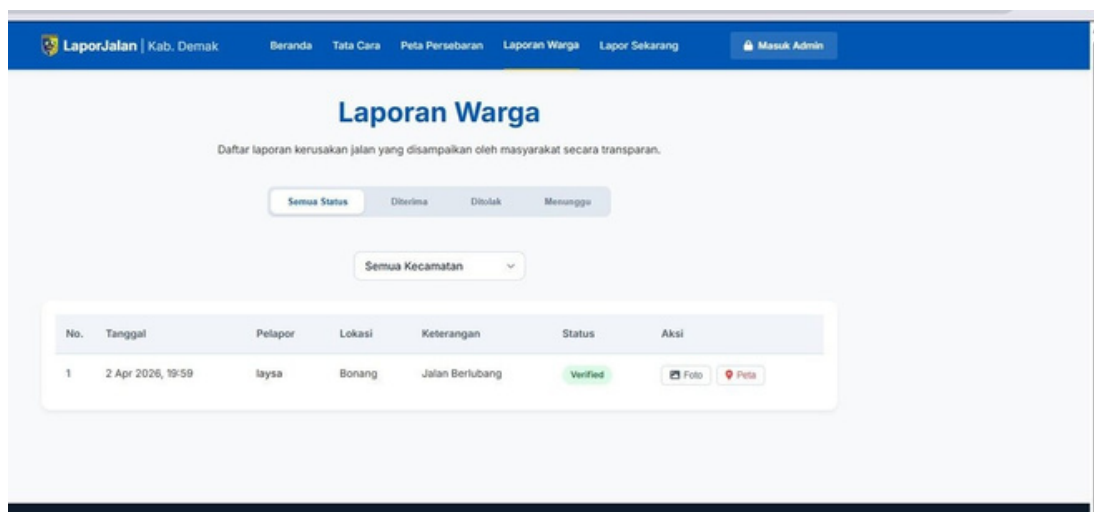 LaporJalan | Kab. Demak Beranda Tata Cara Peta Persebaran Laporan Warga Lapor Sekarang Masuk Admin
Laporan Warga
Daftar laporan kerusakan jalan yang disampaikan oleh masyarakat secara transparan.
Semua Status Diterima Ditolak Menunggu
Semua Kecamatan
No. Tanggal Pelapor Lokasi Keterangan Status Aksi
1 2 Apr 2026, 19:59 laysa Bonang Jalan Berlubang Verified Foto Peta